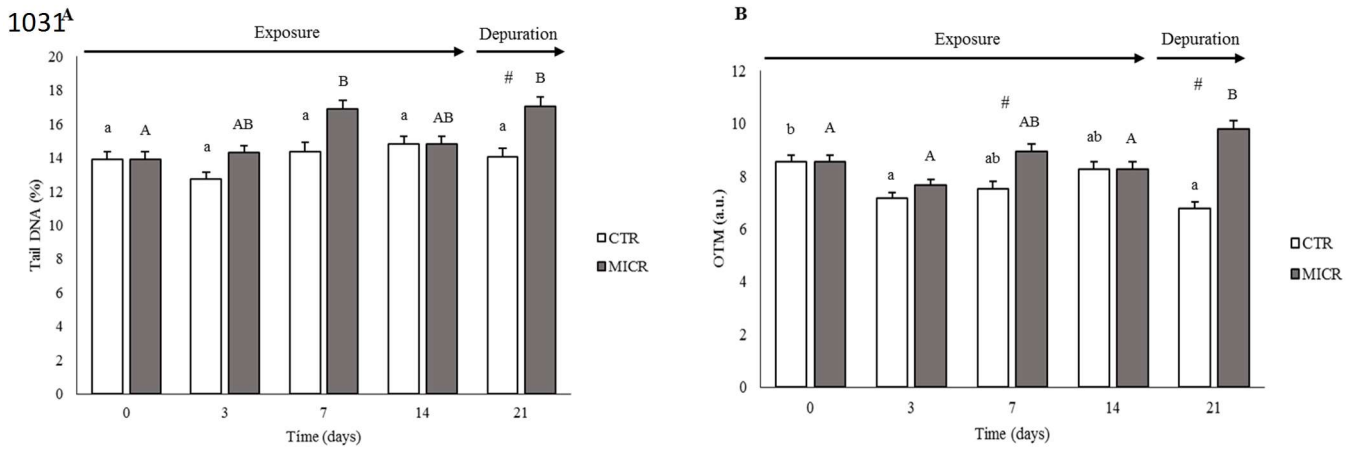 1031
A
Exposure
Depuration
20
18
16
14
12
10
8
6
4
2
0
Tail DNA (%)
a
A
a
AB
a
B
a
AB
#
a
B
CTR
MICR
0
3
7
14
21
Time (days)
B
Exposure
Depuration
12
10
8
6
4
2
0
OTM (a.u.)
b
A
a
A
#
ab
AB
ab
A
#
a
B
CTR
MICR
0
3
7
14
21
Time (days)